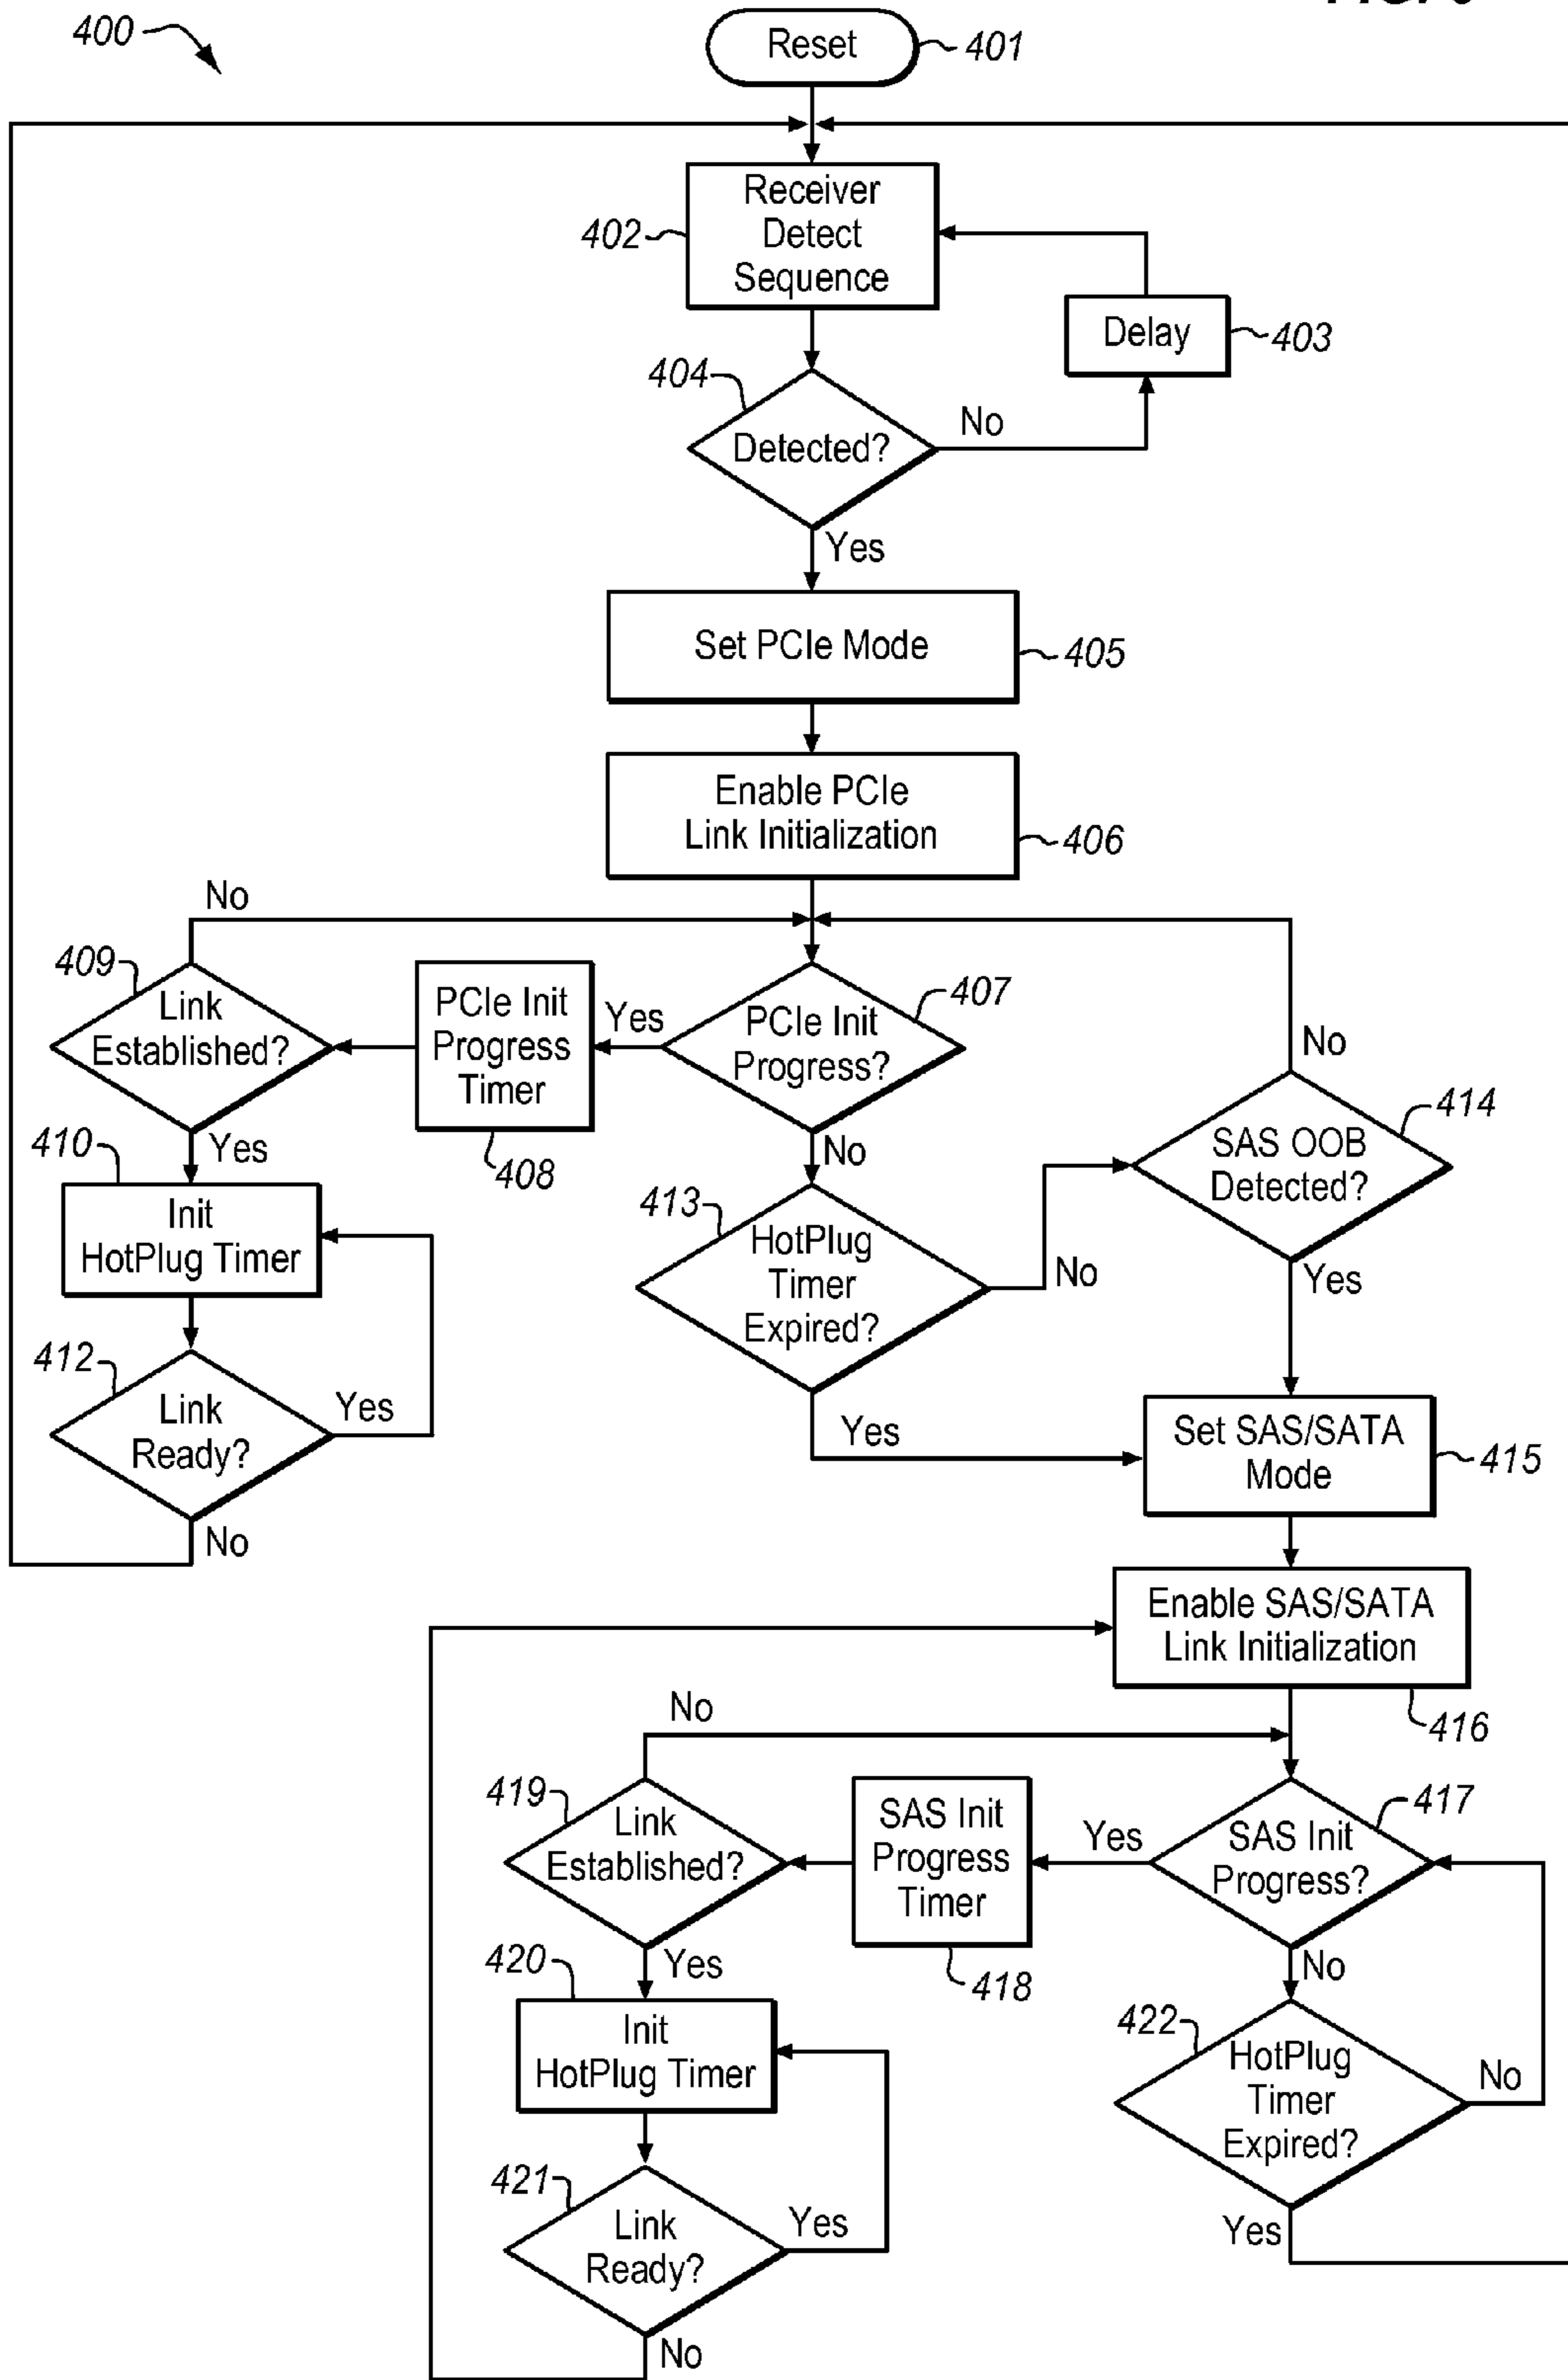 400
Reset
401
Receiver
Detect
Sequence
402
Delay
403
404
Detected?
No
Yes
Set PCIe Mode
405
Enable PCIe
Link Initialization
406
No
409
Link
Established?
PCIe Init
Progress
Timer
408
Yes
PCIe Init
Progress?
407
No
414
SAS OOB
Detected?
Yes
410
Init
HotPlug Timer
No
413
HotPlug
Timer
Expired?
No
Yes
412
Link
Ready?
Yes
No
Yes
Set SAS/SATA
Mode
415
Enable SAS/SATA
Link Initialization
416
No
419
Link
Established?
SAS Init
Progress
Timer
418
Yes
SAS Init
Progress?
417
Yes
420
Init
HotPlug Timer
No
422
HotPlug
Timer
Expired?
No
Yes
421
Link
Ready?
Yes
No